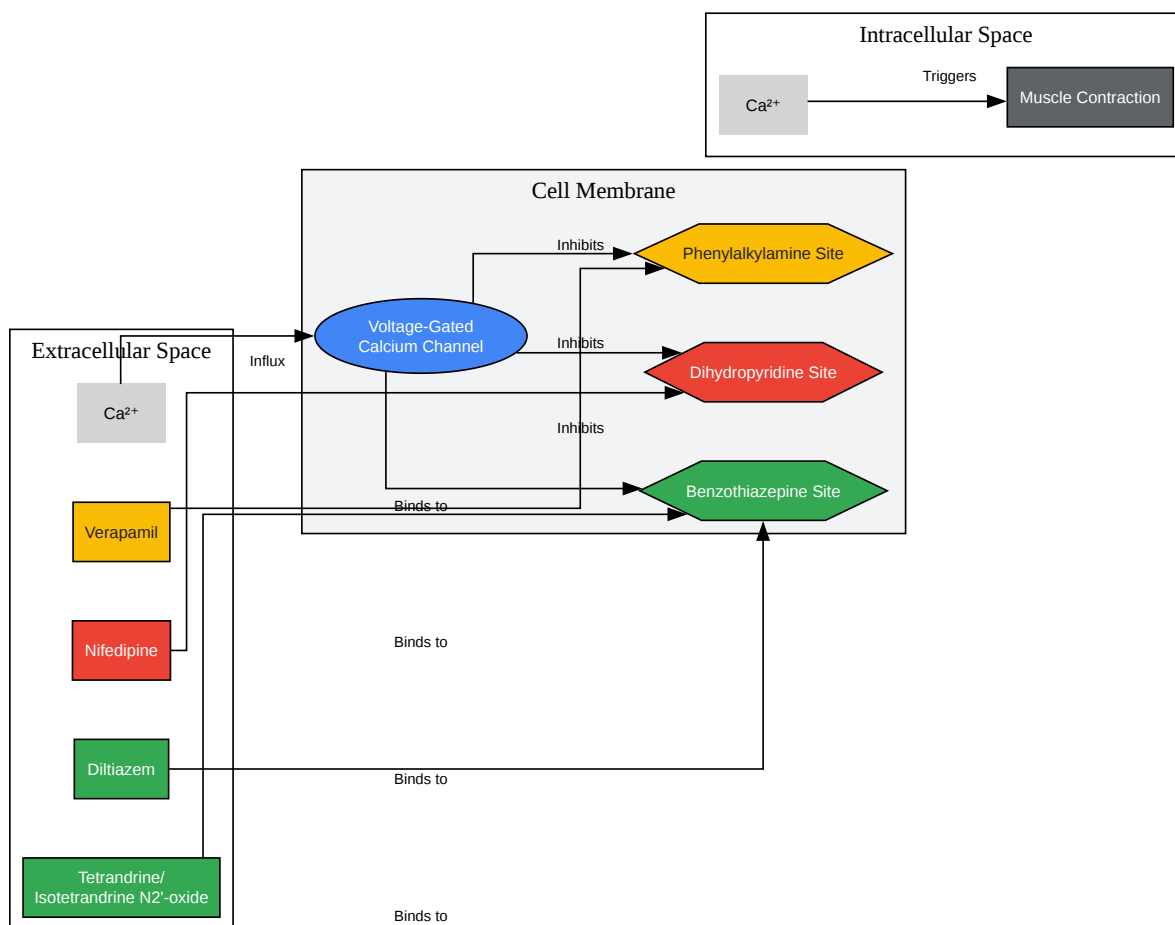 Intracellular Space
Triggers
Ca²⁺
Muscle Contraction
Cell Membrane
Inhibits
Phenylalkylamine Site
Voltage-Gated
Calcium Channel
Extracellular Space
Influx
Inhibits
Dihydropyridine Site
Ca²⁺
Inhibits
Benzothiazepine Site
Binds to
Verapamil
Binds to
Nifedipine
Diltiazem
Binds to
Tetrandrine/
Isotetrandrine N2'-oxide
Binds to